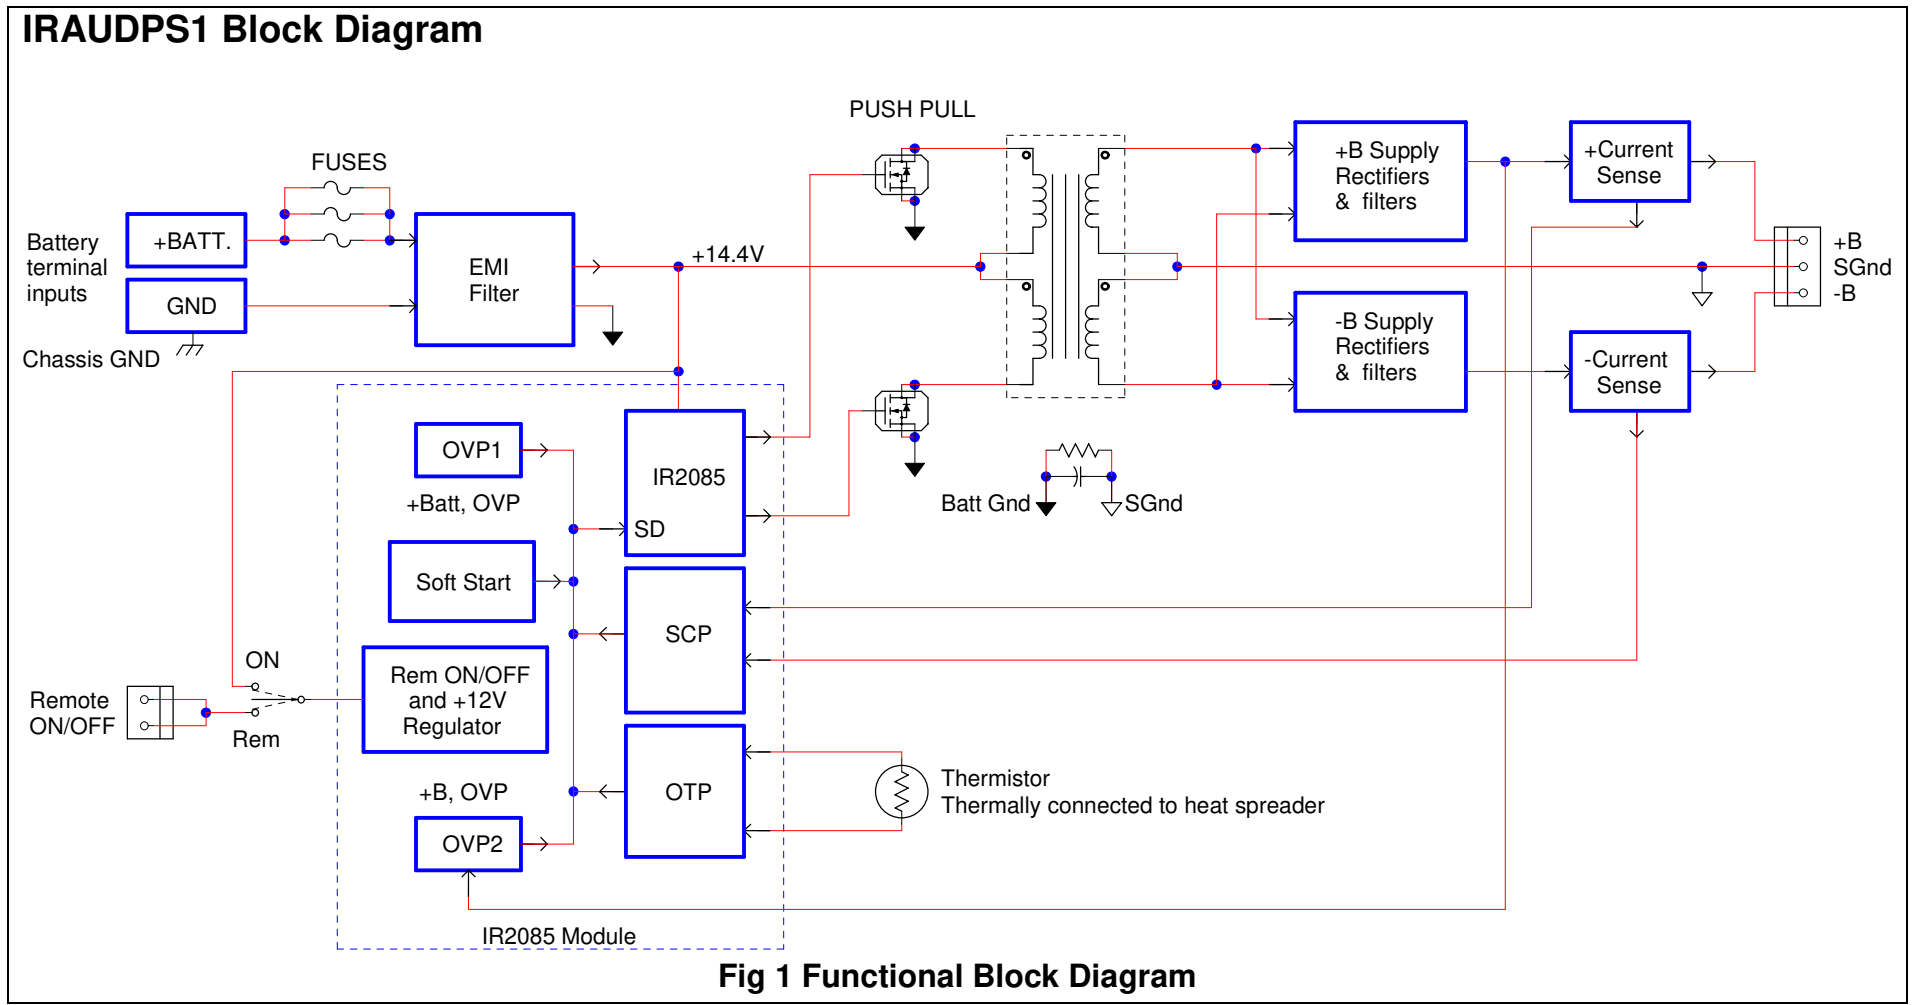 IRAUDPS1 Block Diagram
PUSH PULL
FUSES
Battery
terminal
inputs
+BATT.
GND
Chassis GND
EMI
Filter
+14.4V
+B Supply
Rectifiers
& filters
+Current
Sense
-B Supply
Rectifiers
& filters
-Current
Sense
+B
SGnd
-B
OVP1
+Batt, OVP
IR2085
SD
Batt Gnd
SGnd
Soft Start
SCP
ON
Remote
ON/OFF
Rem
Rem ON/OFF
and +12V
Regulator
+B, OVP
OVP2
OTP
Thermistor
Thermally connected to heat spreader
IR2085 Module
Fig 1 Functional Block Diagram